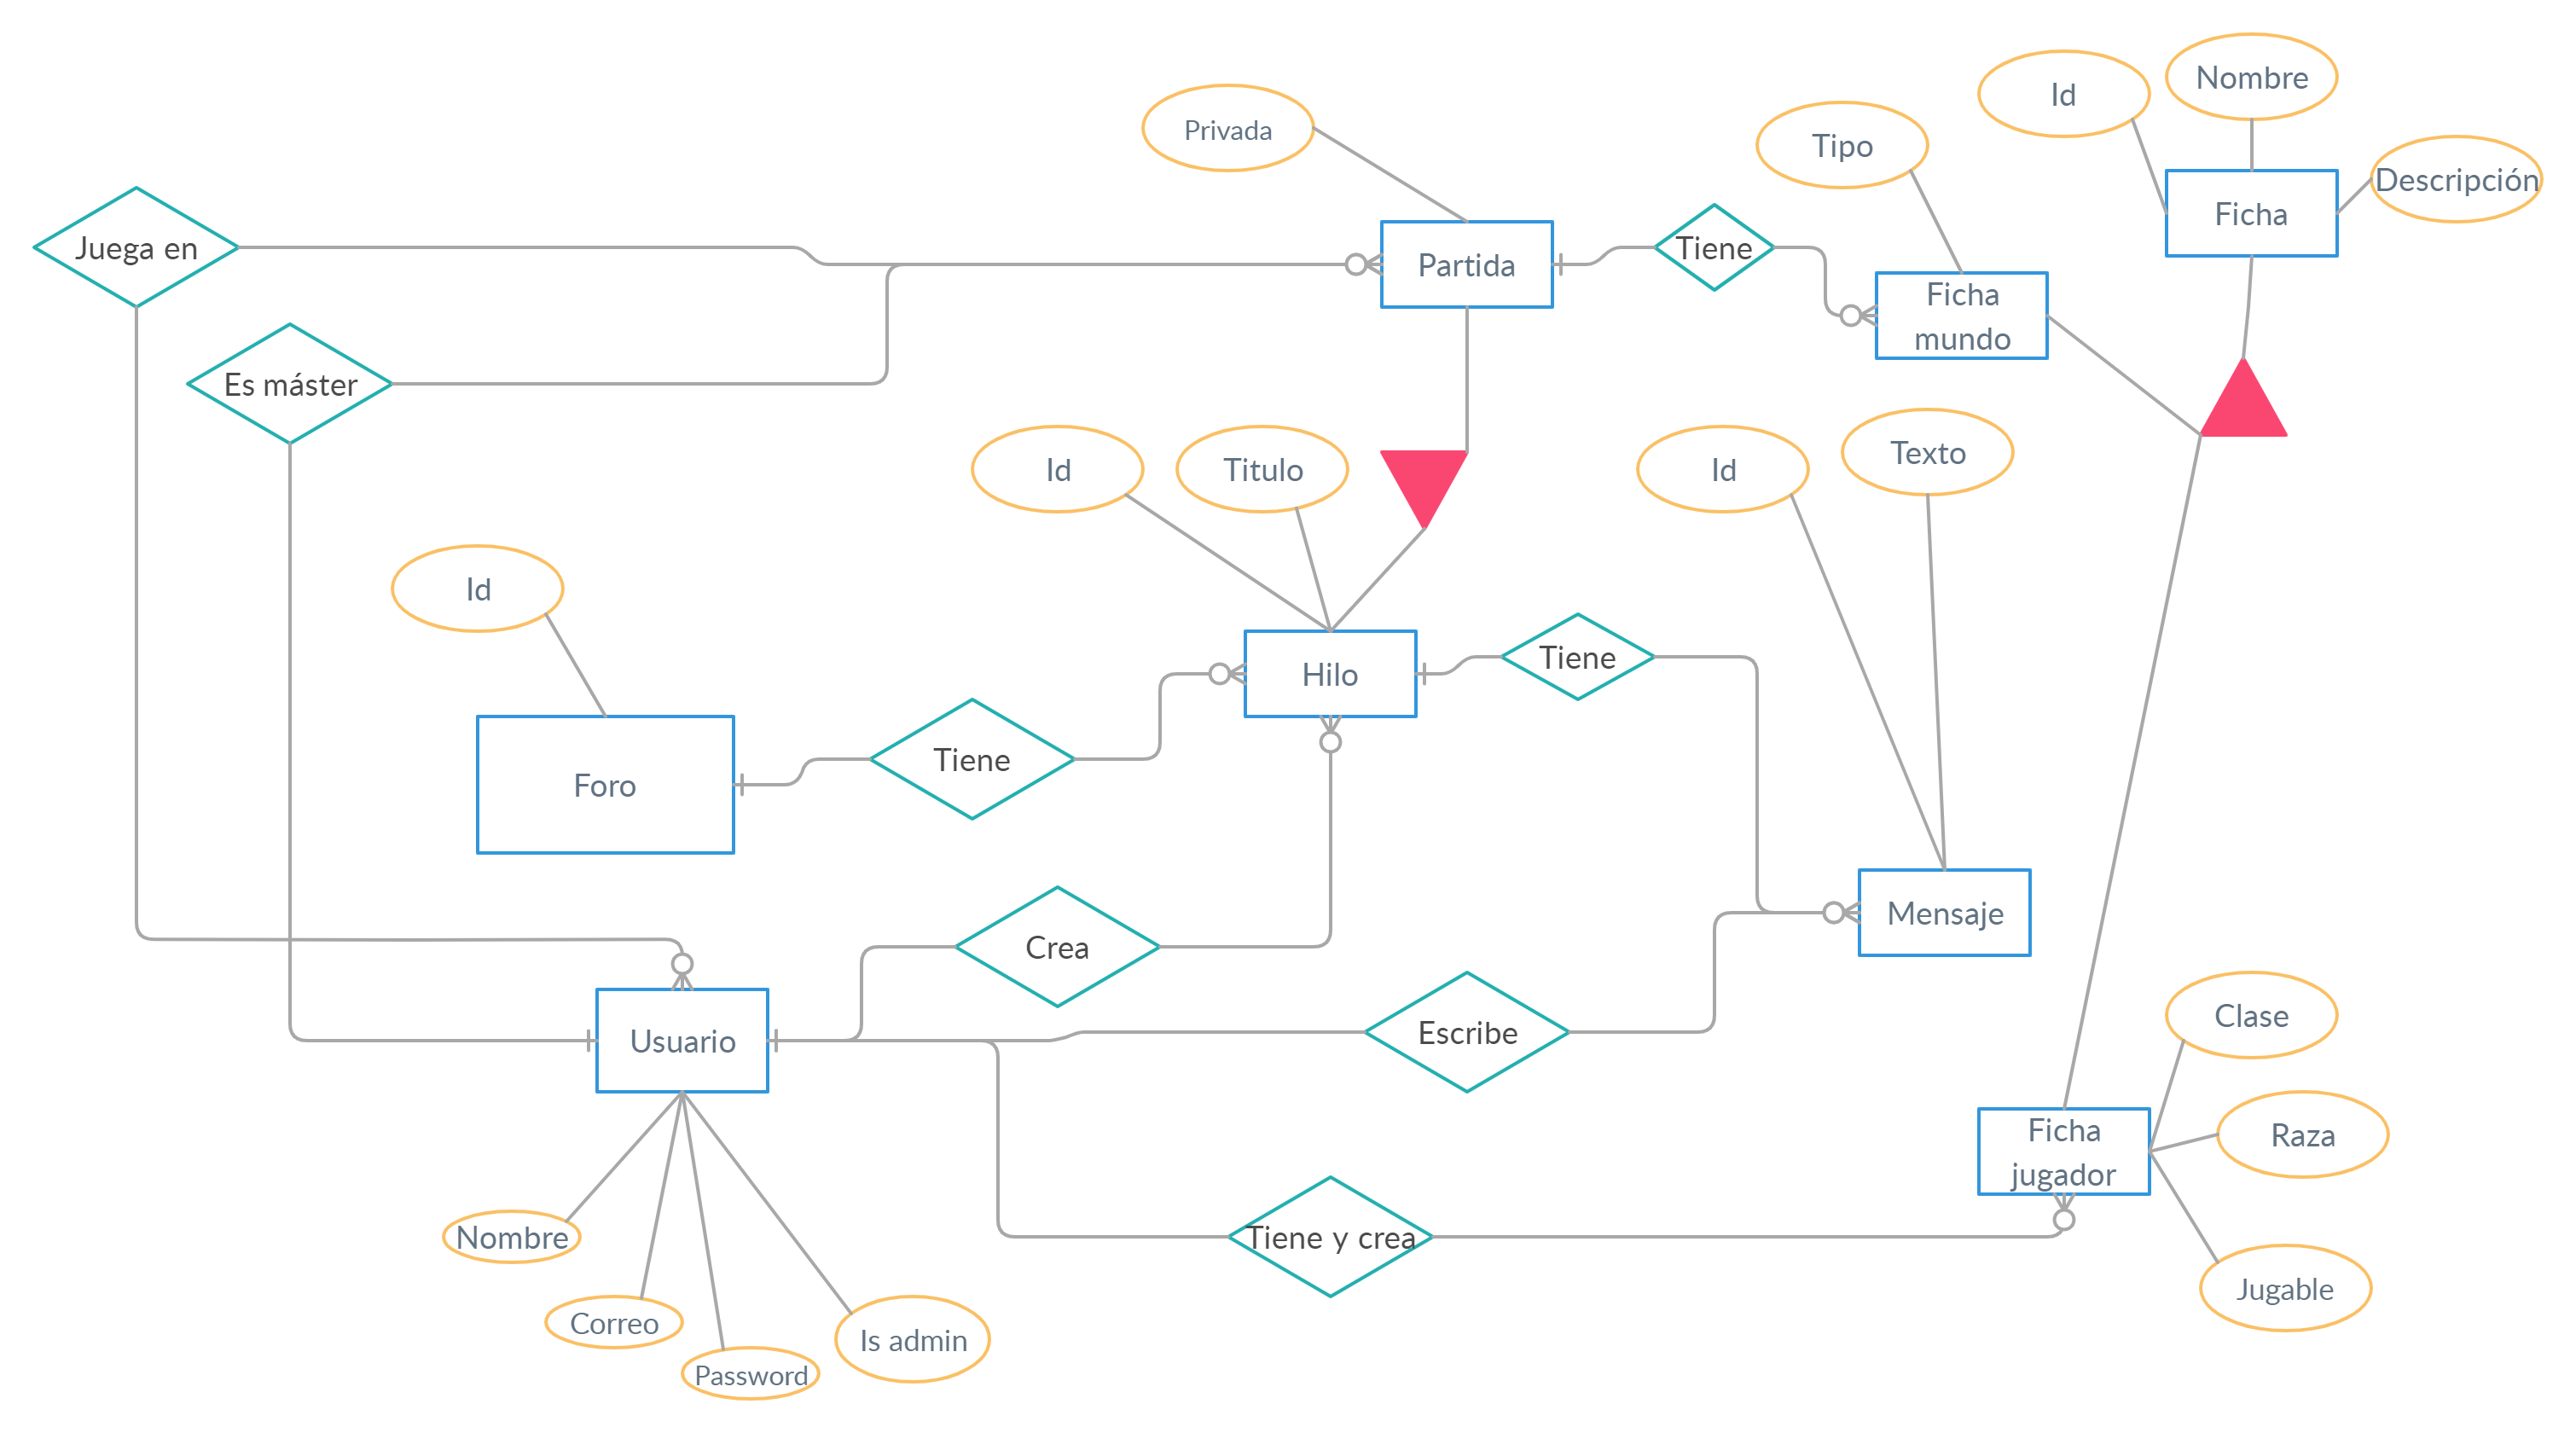 Nombre
Id
Privada
Tipo
Descripción
Ficha
Juega en
Partida
Tiene
Ficha
mundo
Es máster
Id
Titulo
Id
Texto
Id
Hilo
Tiene
Foro
Tiene
Mensaje
Crea
Clase
Usuario
Escribe
Ficha
jugador
Raza
Nombre
Tiene y crea
Jugable
Correo
Is admin
Password